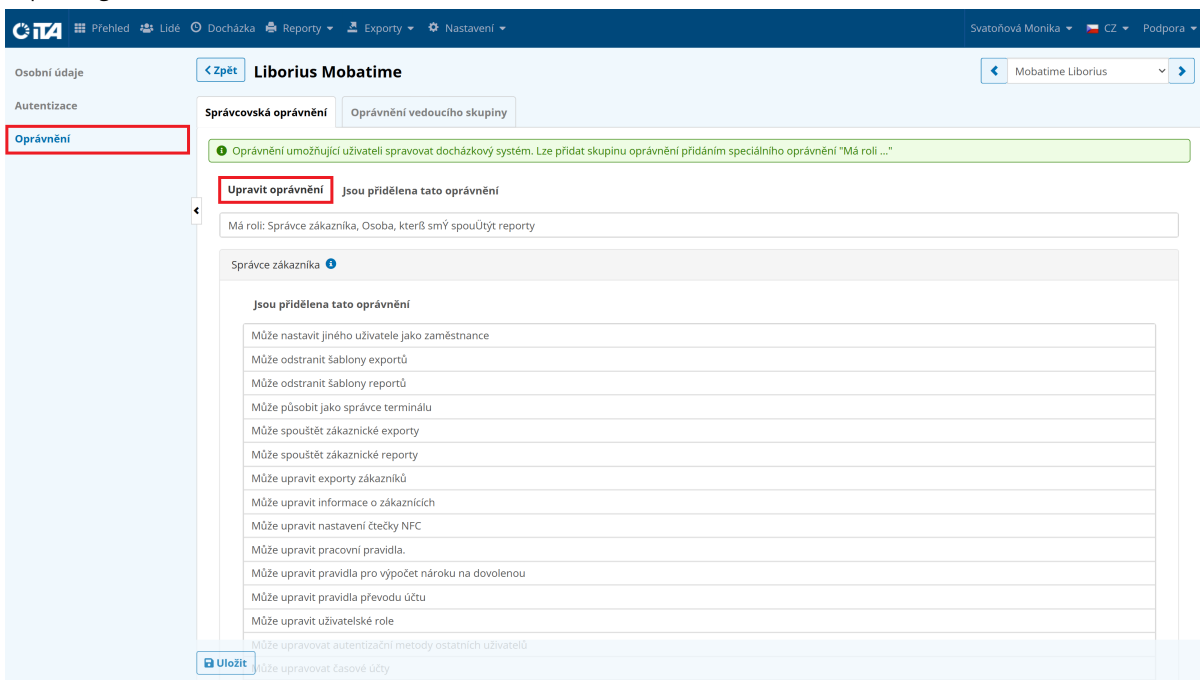 iTA Přehled Lidé Docházka Reporty Exporty Nastavení Svatoňová Monika CZ Podpora
Osobní údaje
Autentizace
Oprávnění
Zpět Liborius Mobatime Mobatime Liborius
Správcovská oprávnění Oprávnění vedoucího skupiny
Oprávnění umožňující uživateli spravovat docházkový systém. Lze přidat skupinu oprávnění přidáním speciálního oprávnění "Má roli ..."
Upravit oprávnění Jsou přidělena tato oprávnění
Má roli: Správce zákazníka, Osoba, kterß smÝ spouÜtýt reporty
Správce zákazníka
Jsou přidělena tato oprávnění
Může nastavit jiného uživatele jako zaměstnance
Může odstranit šablony exportů
Může odstranit šablony reportů
Může působit jako správce terminálu
Může spouštět zákaznické exporty
Může spouštět zákaznické reporty
Může upravit exporty zákazníků
Může upravit informace o zákaznících
Může upravit nastavení čtečky NFC
Může upravit pracovní pravidla.
Může upravit pravidla pro výpočet nároku na dovolenou
Může upravit pravidla převodu účtu
Může upravit uživatelské role
Může upravovat autentizační metody ostatních uživatelů
Uložit
Může upravovat časové účty